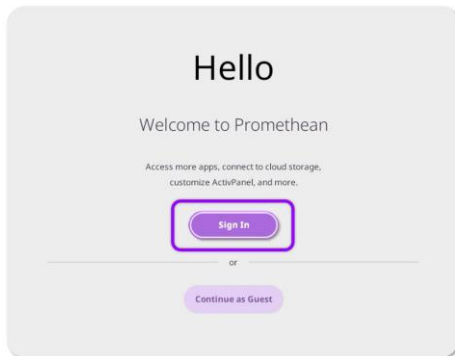 Hello
Welcome to Promethean
Access more apps, connect to cloud storage,
customize ActivPanel, and more.
Sign In
or
Continue as Guest